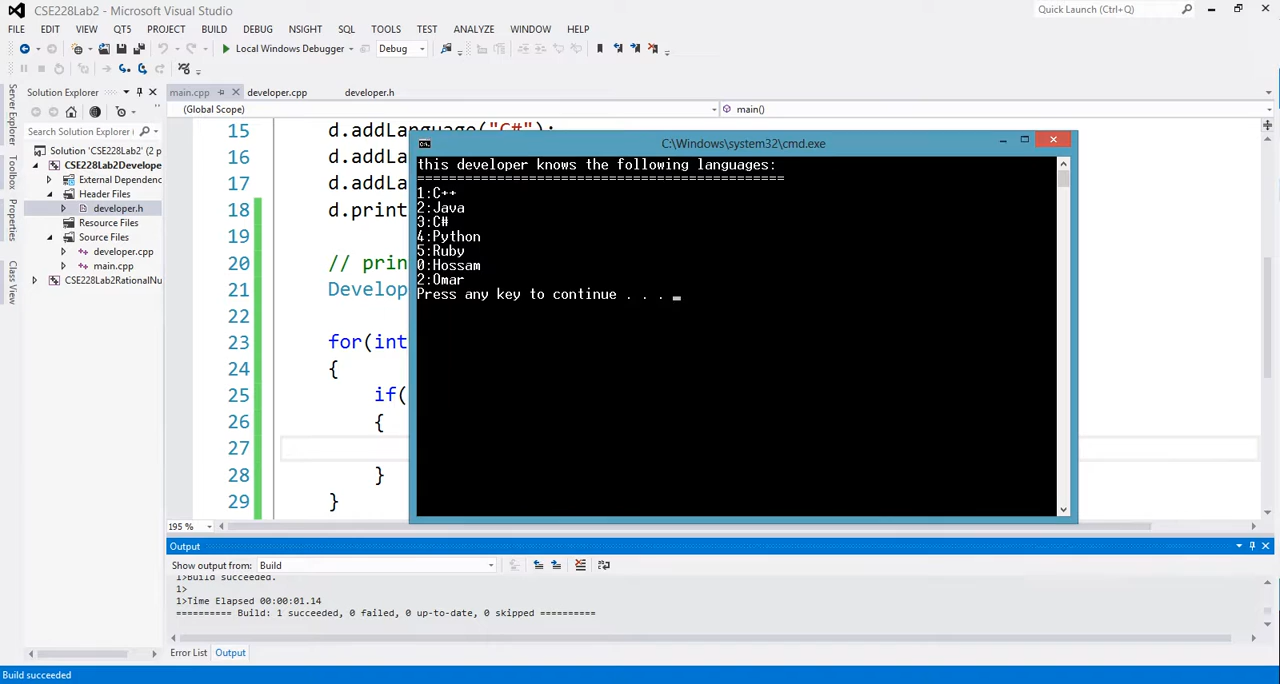 CSE228Lab2 - Microsoft Visual Studio
Quick Launch (Ctrl+Q)
FILE EDIT VIEW QT5 PROJECT BUILD DEBUG NSIGHT SQL TOOLS TEST ANALYZE WINDOW HELP
Local Windows Debugger Debug
Solution Explorer
main.cpp developer.cpp developer.h
(Global Scope) main()
Search Solution Explorer (
Solution 'CSE228Lab2' (2 p
CSE228Lab2Develope
External Dependenc
Header Files
developer.h
Resource Files
Source Files
developer.cpp
main.cpp
CSE228Lab2RationalNu
Server Explorer
Toolbox
Properties
Class View
15 d.addLanguage("C#");
16 d.addLa
17 d.addLa
18 d.print
19
20 // prin
21 Develop
22
23 for(int
24 {
25 if(
26 {
27
28 }
29 }
C:\Windows\system32\cmd.exe
this developer knows the following languages:
=========================================
1:C++
2:Java
3:C#
4:Python
5:Ruby
0:Hossam
2:Omar
Press any key to continue . . .
195 %
Output
Show output from: Build
1>Build succeeded.
1>
1>Time Elapsed 00:00:01.14
========== Build: 1 succeeded, 0 failed, 0 up-to-date, 0 skipped ==========
Error List Output
Build succeeded